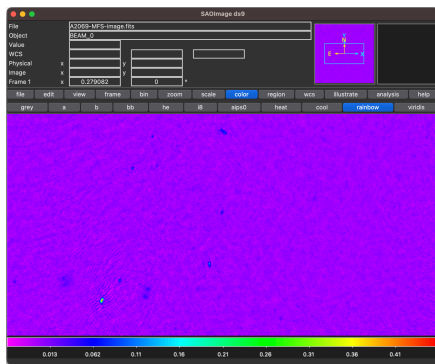 SAOImage ds9
File A2069-MFS-image.fits
Object BEAM_0
Value
WCS
Physical x y
Image x y
Frame 1 x 0.279082 0 °
Y
N
E X
file edit view frame bin zoom scale color region wcs illustrate analysis help
grey a b bb he i8 aips0 heat cool rainbow viridis
0.013 0.062 0.11 0.16 0.21 0.26 0.31 0.36 0.41